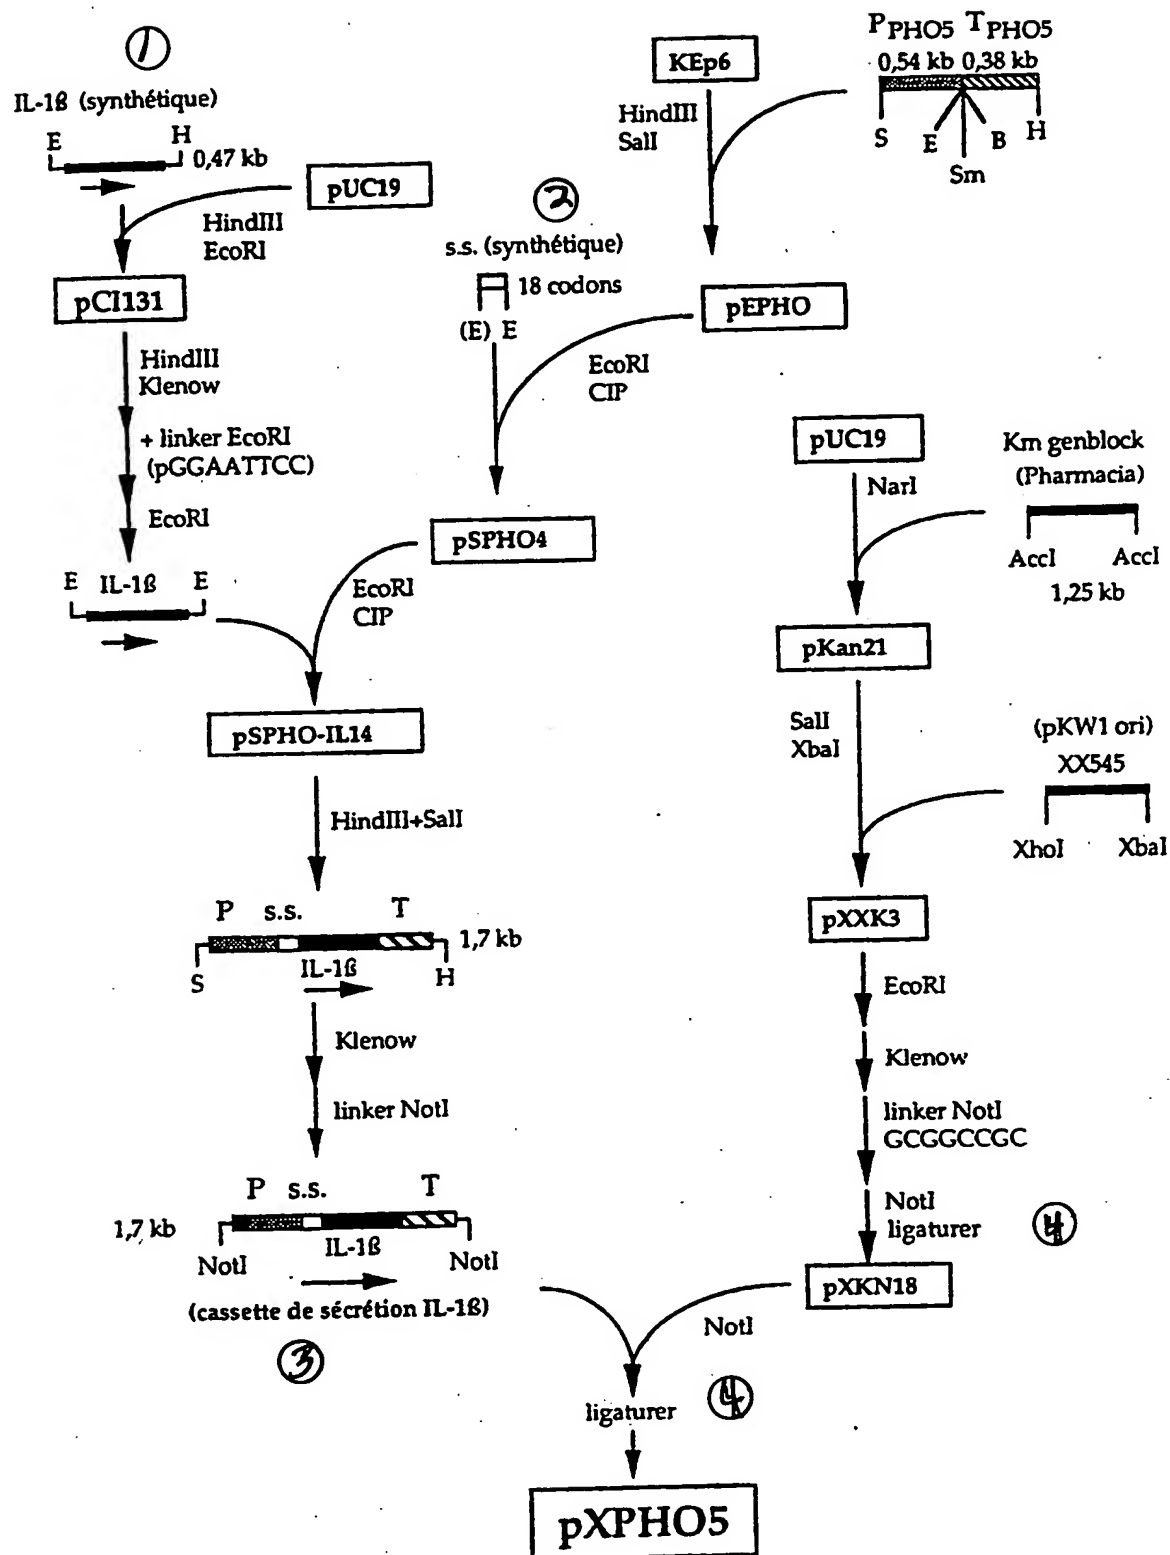 1
IL-1ß (synthétique)
E H
0,47 kb
pUC19
HindIII
EcoRI
pCI131
HindIII
Klenow
+ linker EcoRI
(pGGAATTCC)
EcoRI
E IL-1ß E
KEp6
HindIII
SalI
PPHO5 TPHO5
0,54 kb 0,38 kb
S E Sm B H
2
s.s. (synthétique)
18 codons
(E) E
pEPHO
EcoRI
CIP
pSPHO4
EcoRI
CIP
pSPHO-IL14
HindIII+SalI
P s.s. T
1,7 kb
S IL-1ß H
Klenow
linker NotI
P s.s. T
1,7 kb
NotI IL-1ß NotI
(cassette de sécrétion IL-1ß)
3
pUC19
NarI
Km genblock
(Pharmacia)
AccI AccI
1,25 kb
pKan21
SalI
XbaI
(pKW1 ori)
XX545
XhoI XbaI
pXXK3
EcoRI
Klenow
linker NotI
GCGGCCGC
NotI
ligaturer
4
pXKN18
NotI
ligaturer
4
pXPHO5